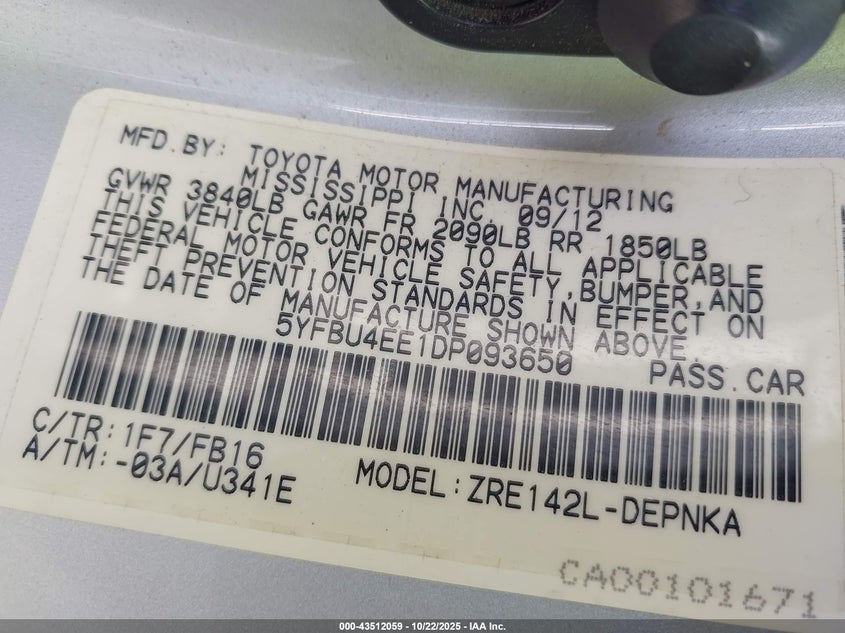 MFD.BY: TOYOTA MOTOR MANUFACTURING
MISSISSIPPI INC. 09/12
GVWR 3840LB GAWR FR 2090LB RR 1850LB
THIS VEHICLE CONFORMS TO ALL APPLICABLE
FEDERAL MOTOR VEHICLE SAFETY,BUMPER,AND
THEFT PREVENTION STANDARDS IN EFFECT ON
THE DATE OF MANUFACTURE SHOWN ABOVE.
5YFBU4EE1DP093650 PASS.CAR
C/TR:1F7/FB16
A/TM:-03A/U341E
MODEL:ZRE142L-DEPNKA
CA00101671
000-43512059 - 10/22/2025 - IAA Inc.